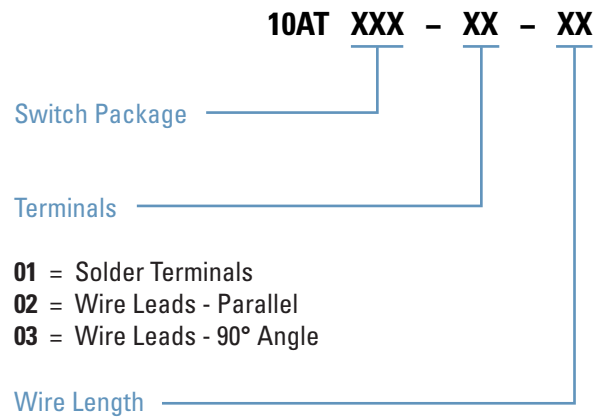 10AT XXX – XX – XX
Switch Package
Terminals
01 = Solder Terminals
02 = Wire Leads - Parallel
03 = Wire Leads - 90° Angle
Wire Length